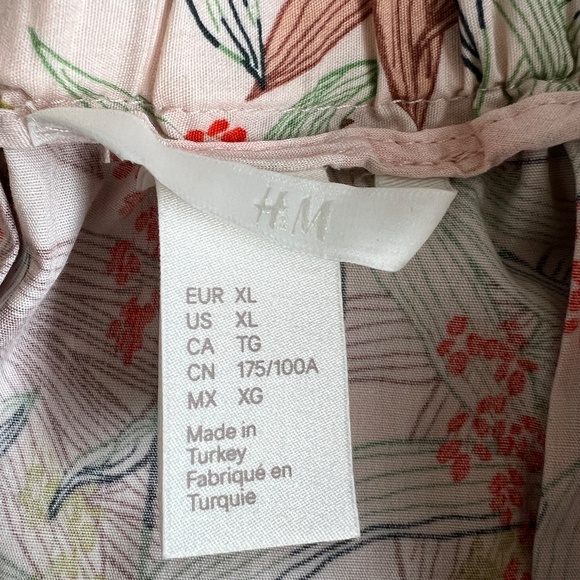 H&M
EUR XL
US XL
CA TG
CN 175/100A
MX XG
Made in
Turkey
Fabriqué en
Turquie